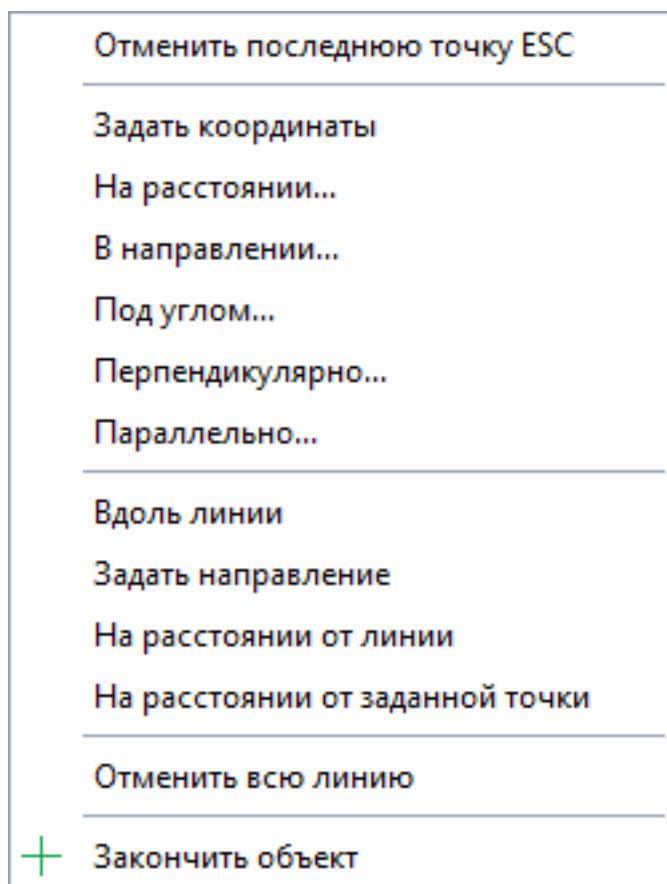 Отменить последнюю точку ESC
Задать координаты
На расстоянии...
В направлении...
Под углом...
Перпендикулярно...
Параллельно...
Вдоль линии
Задать направление
На расстоянии от линии
На расстоянии от заданной точки
Отменить всю линию
Закончить объект